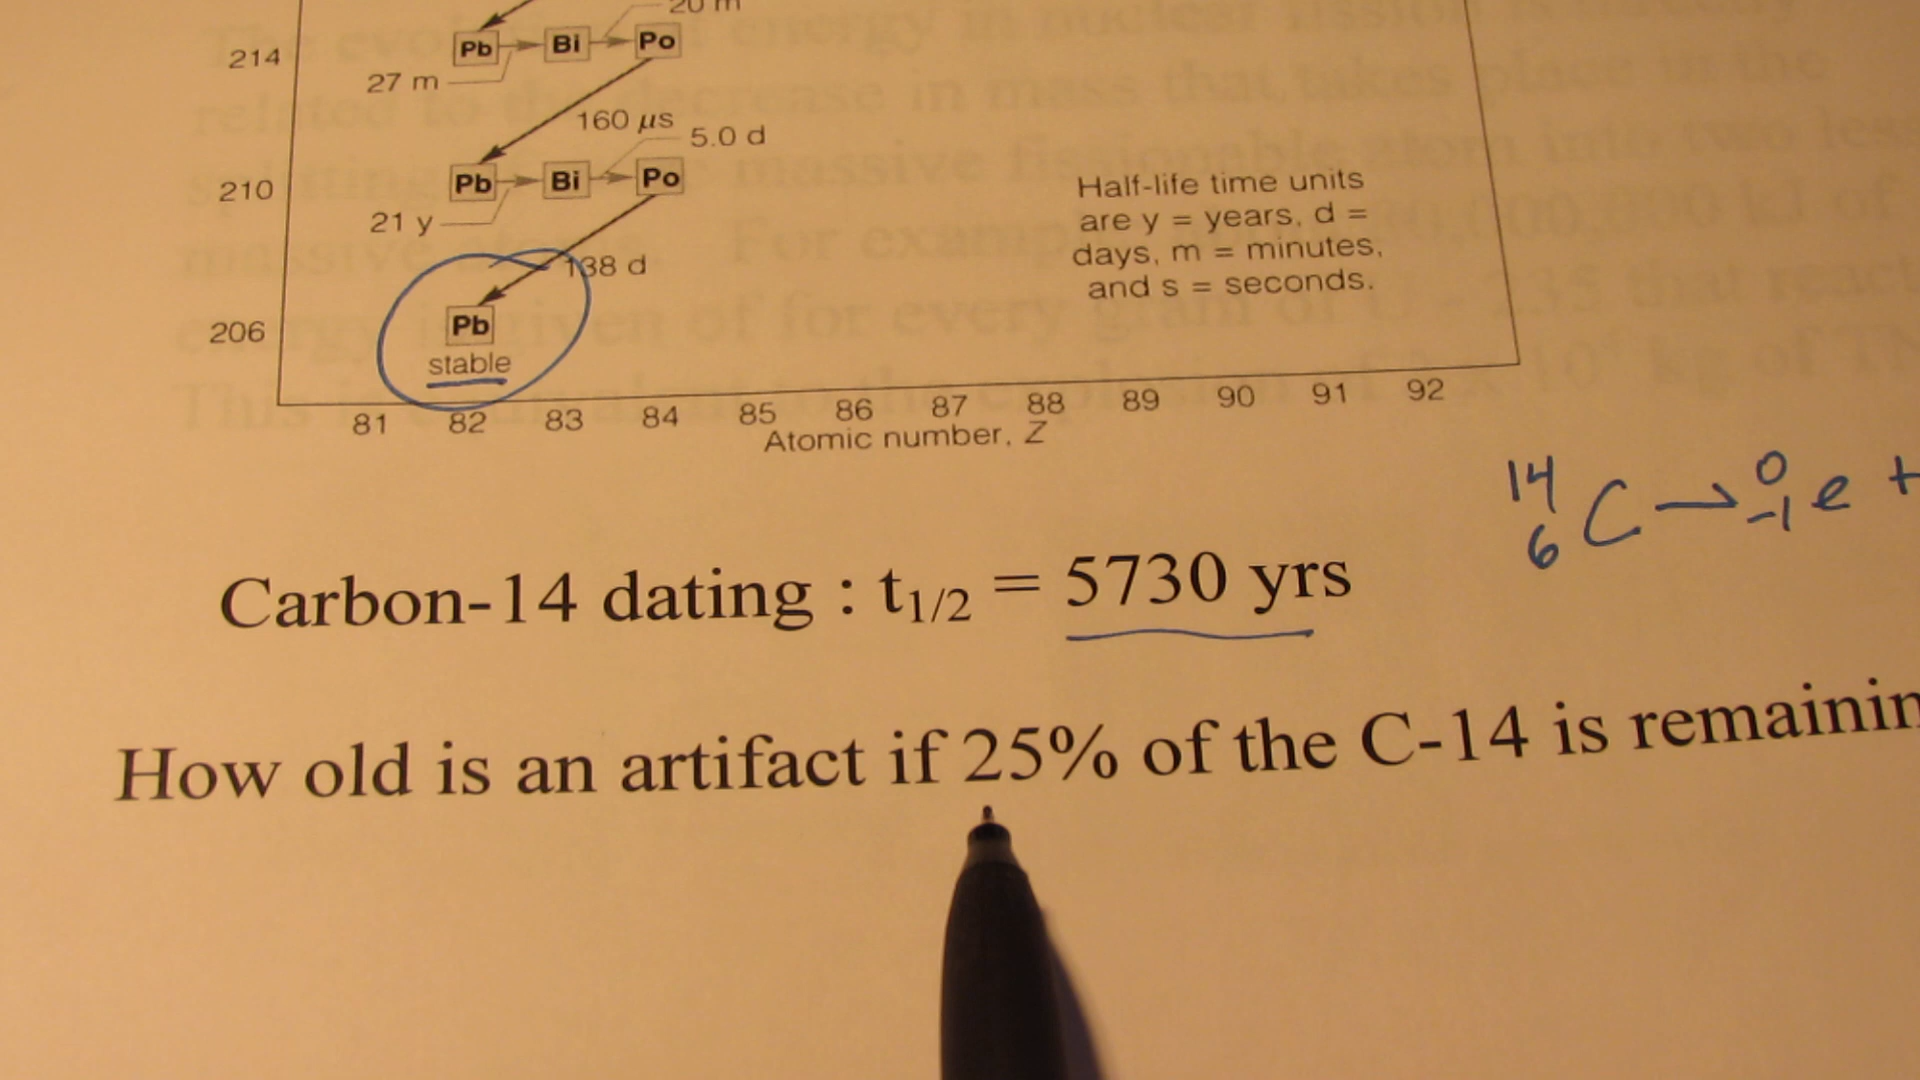 20 m
214 Pb Bi Po
27 m
160 μs
5.0 d
210 Pb Bi Po
21 y
138 d
206 Pb
stable
Half-life time units
are y = years, d =
days, m = minutes,
and s = seconds.
81 82 83 84 85 86 87 88 89 90 91 92
Atomic number, Z
14 6 C → 0 -1 e +
Carbon-14 dating : t1/2 = 5730 yrs
How old is an artifact if 25% of the C-14 is remainin